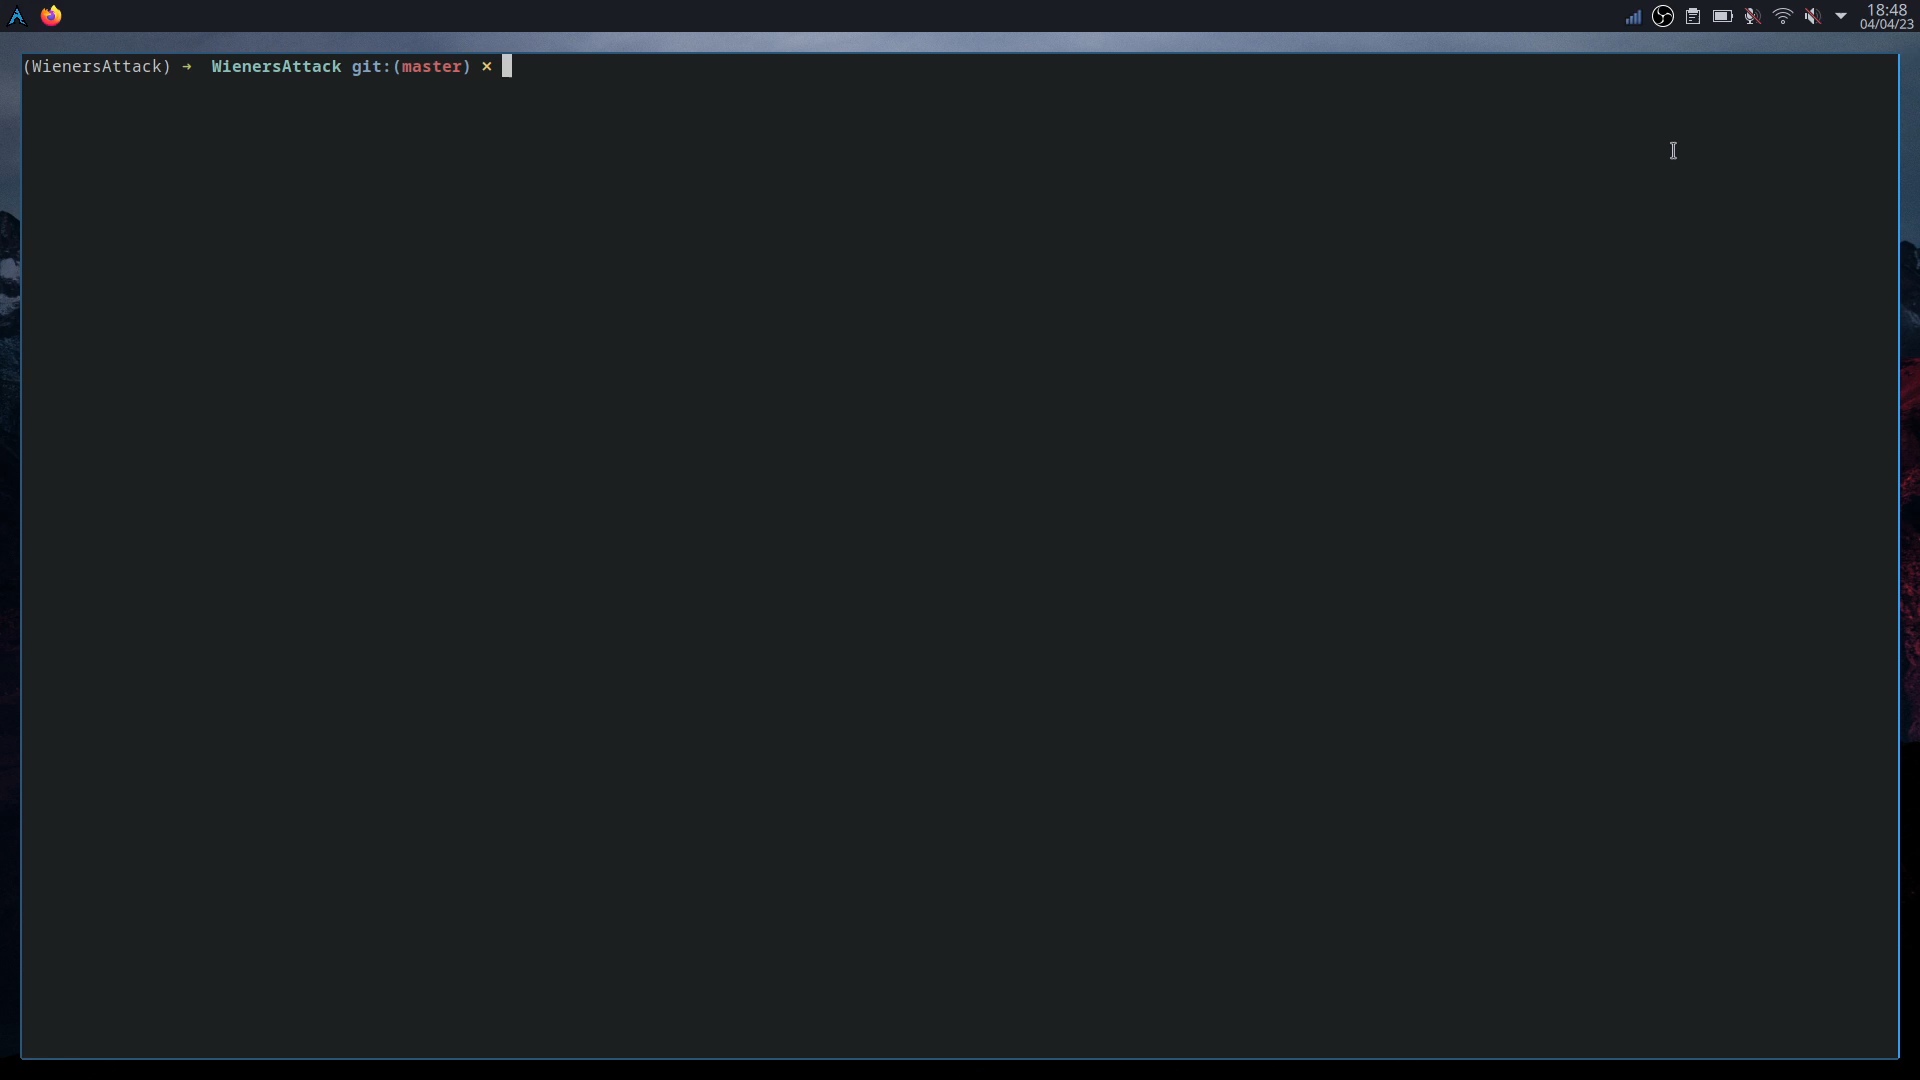 18:48
04/04/23
(WienersAttack) ➜  WienersAttack git:(master) ✗